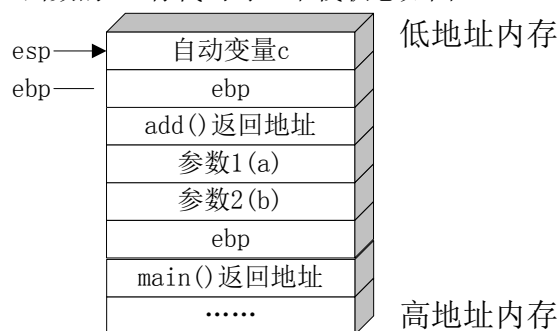 低地址内存
esp
自动变量c
ebp
ebp
add()返回地址
参数1(a)
参数2(b)
ebp
main()返回地址
……
高地址内存